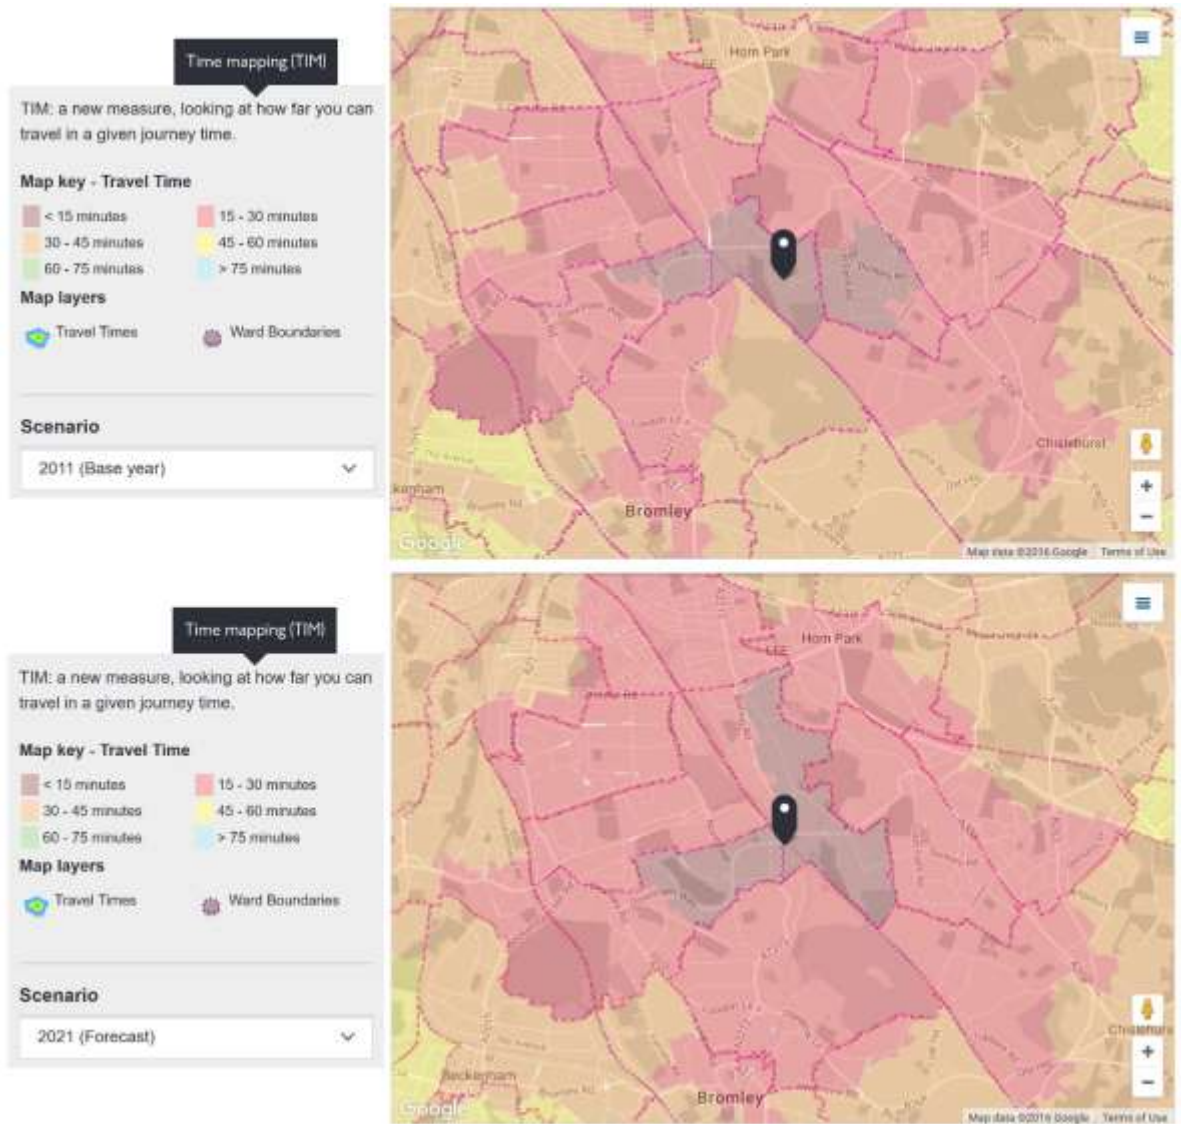 Time mapping (TIM)
TIM: a new measure, looking at how far you can
travel in a given journey time.
Map key - Travel Time
< 15 minutes
15 - 30 minutes
30 - 45 minutes
45 - 60 minutes
60 - 75 minutes
> 75 minutes
Map layers
Travel Times
Ward Boundaries
Scenario
2011 (Base year)
Horn Park
LEE
Chislehurst
Bromley
Google
Map data ©2016 Google
Terms of Use
Time mapping (TIM)
TIM: a new measure, looking at how far you can
travel in a given journey time.
Map key - Travel Time
< 15 minutes
15 - 30 minutes
30 - 45 minutes
45 - 60 minutes
60 - 75 minutes
> 75 minutes
Map layers
Travel Times
Ward Boundaries
Scenario
2021 (Forecast)
Horn Park
LEE
Beckenham
Bromley
Google
Map data ©2016 Google
Terms of Use